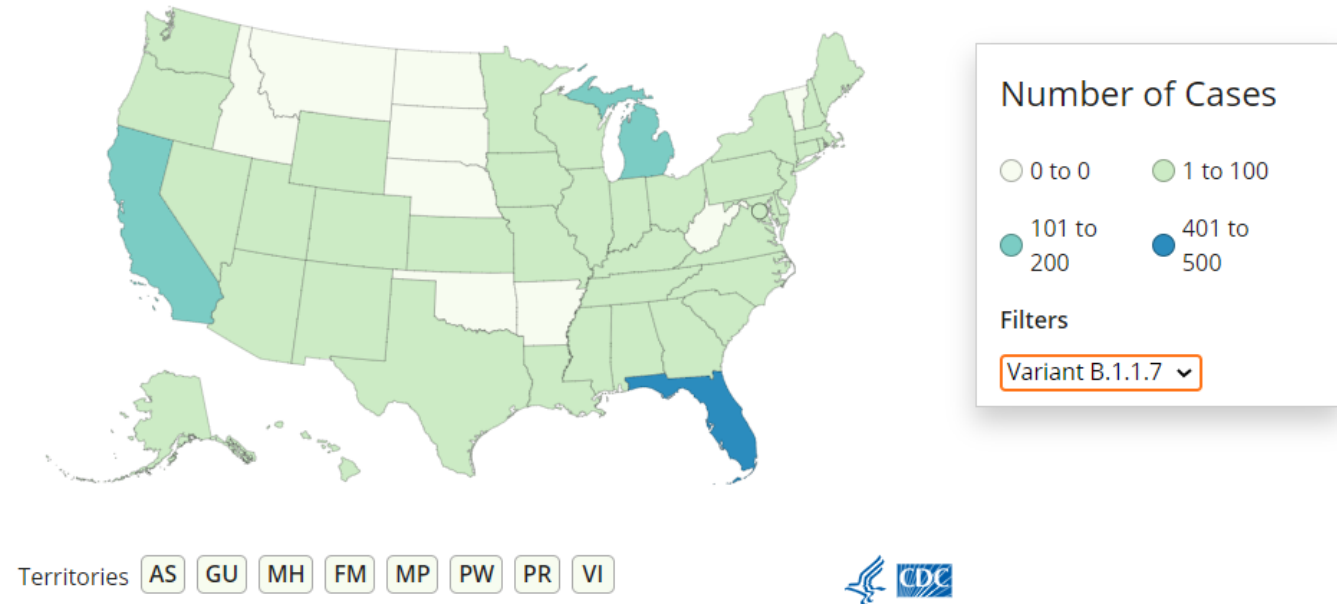 Number of Cases
0 to 0
1 to 100
101 to
200
401 to
500
Filters
Variant B.1.1.7
Territories AS GU MH FM MP PW PR VI
CDC